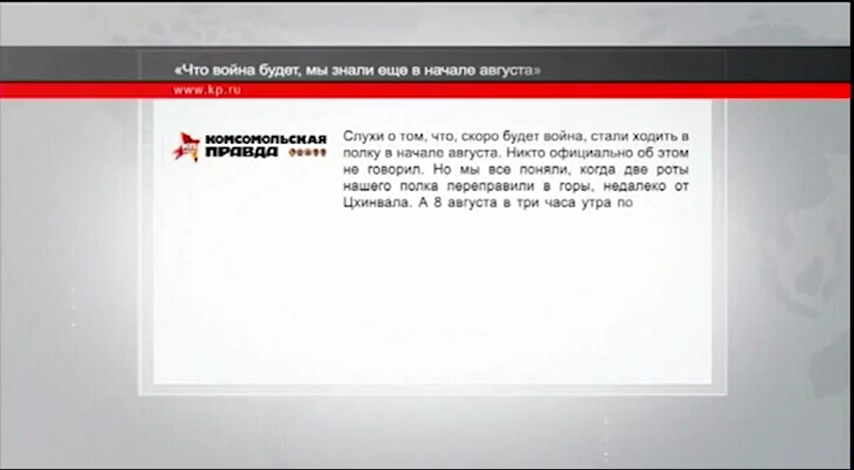 «Что война будет, мы знали еще в начале августа»
www.kp.ru
КОМСОМОЛЬСКАЯ
ПРАВДА
Слухи о том, что, скоро будет война, стали ходить в
полку в начале августа. Никто официально об этом
не говорил. Но мы все поняли, когда две роты
нашего полка переправили в горы, недалеко от
Цхинвала. А 8 августа в три часа утра по